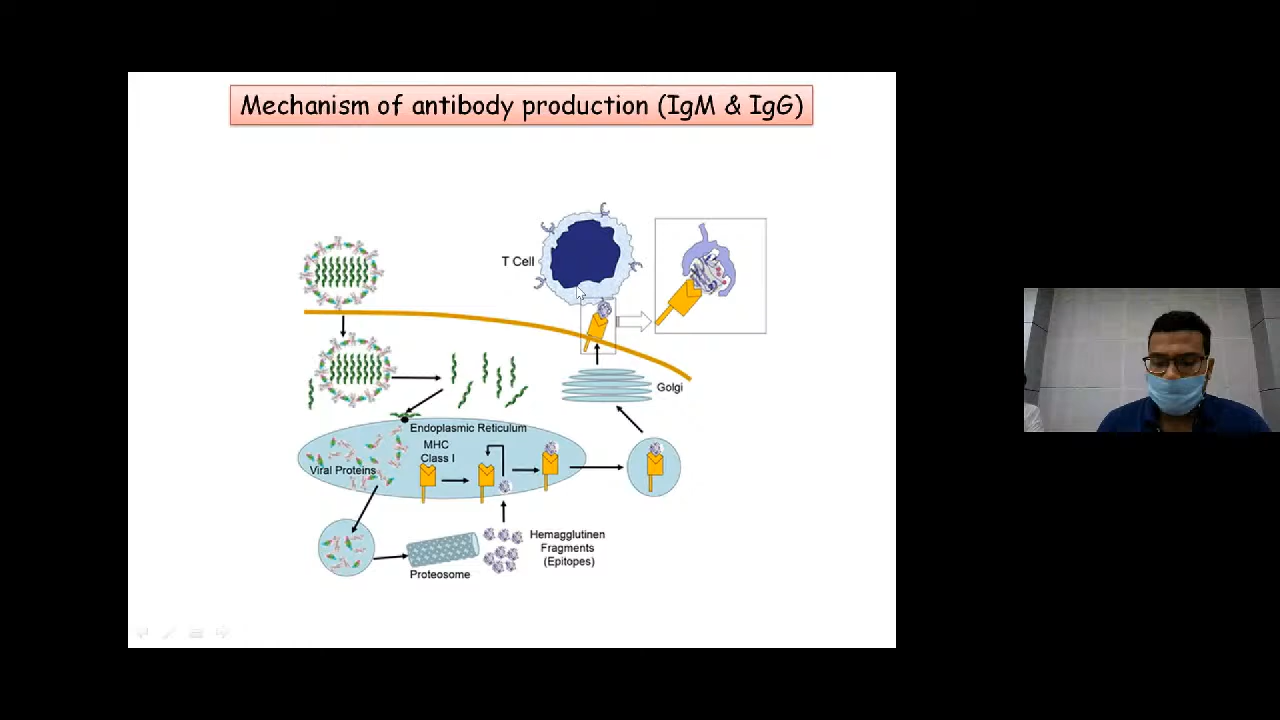 Mechanism of antibody production (IgM & IgG)
T Cell
Golgi
Endoplasmic Reticulum
MHC
Class I
Viral Proteins
Hemagglutinen
Fragments
(Epitopes)
Proteosome